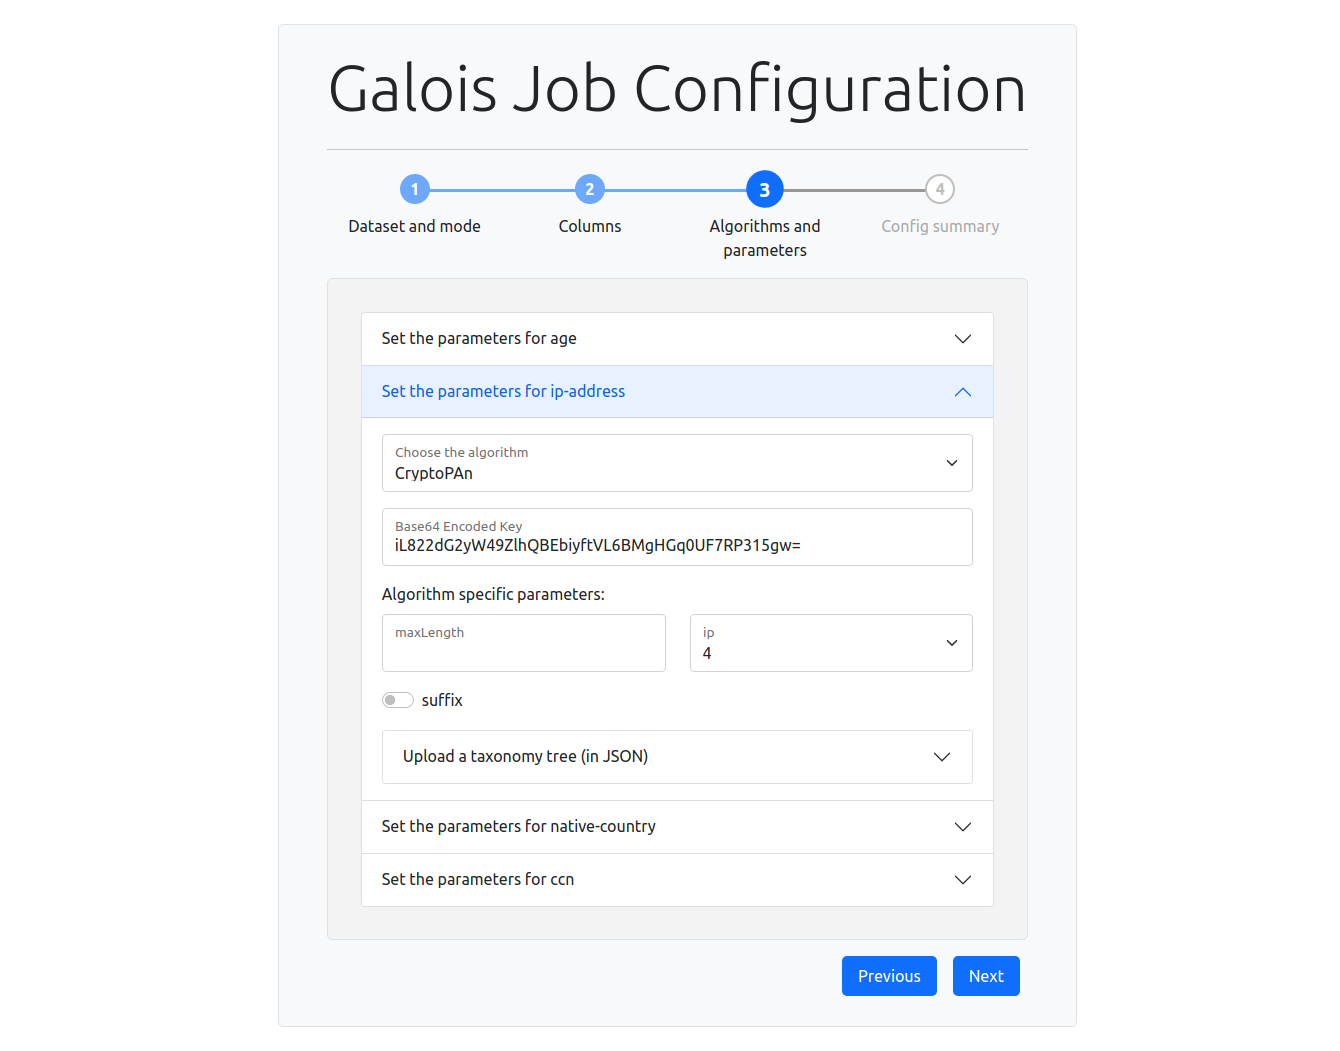 Galois Job Configuration
1
2
3
4
Dataset and mode
Columns
Algorithms and
parameters
Config summary
Set the parameters for age
Set the parameters for ip-address
Choose the algorithm
CryptoPAn
Base64 Encoded Key
iL822dG2yW49ZlhQBEbiyftVL6BMgHGq0UF7RP315gw=
Algorithm specific parameters:
maxLength
ip
4
suffix
Upload a taxonomy tree (in JSON)
Set the parameters for native-country
Set the parameters for ccn
Previous
Next